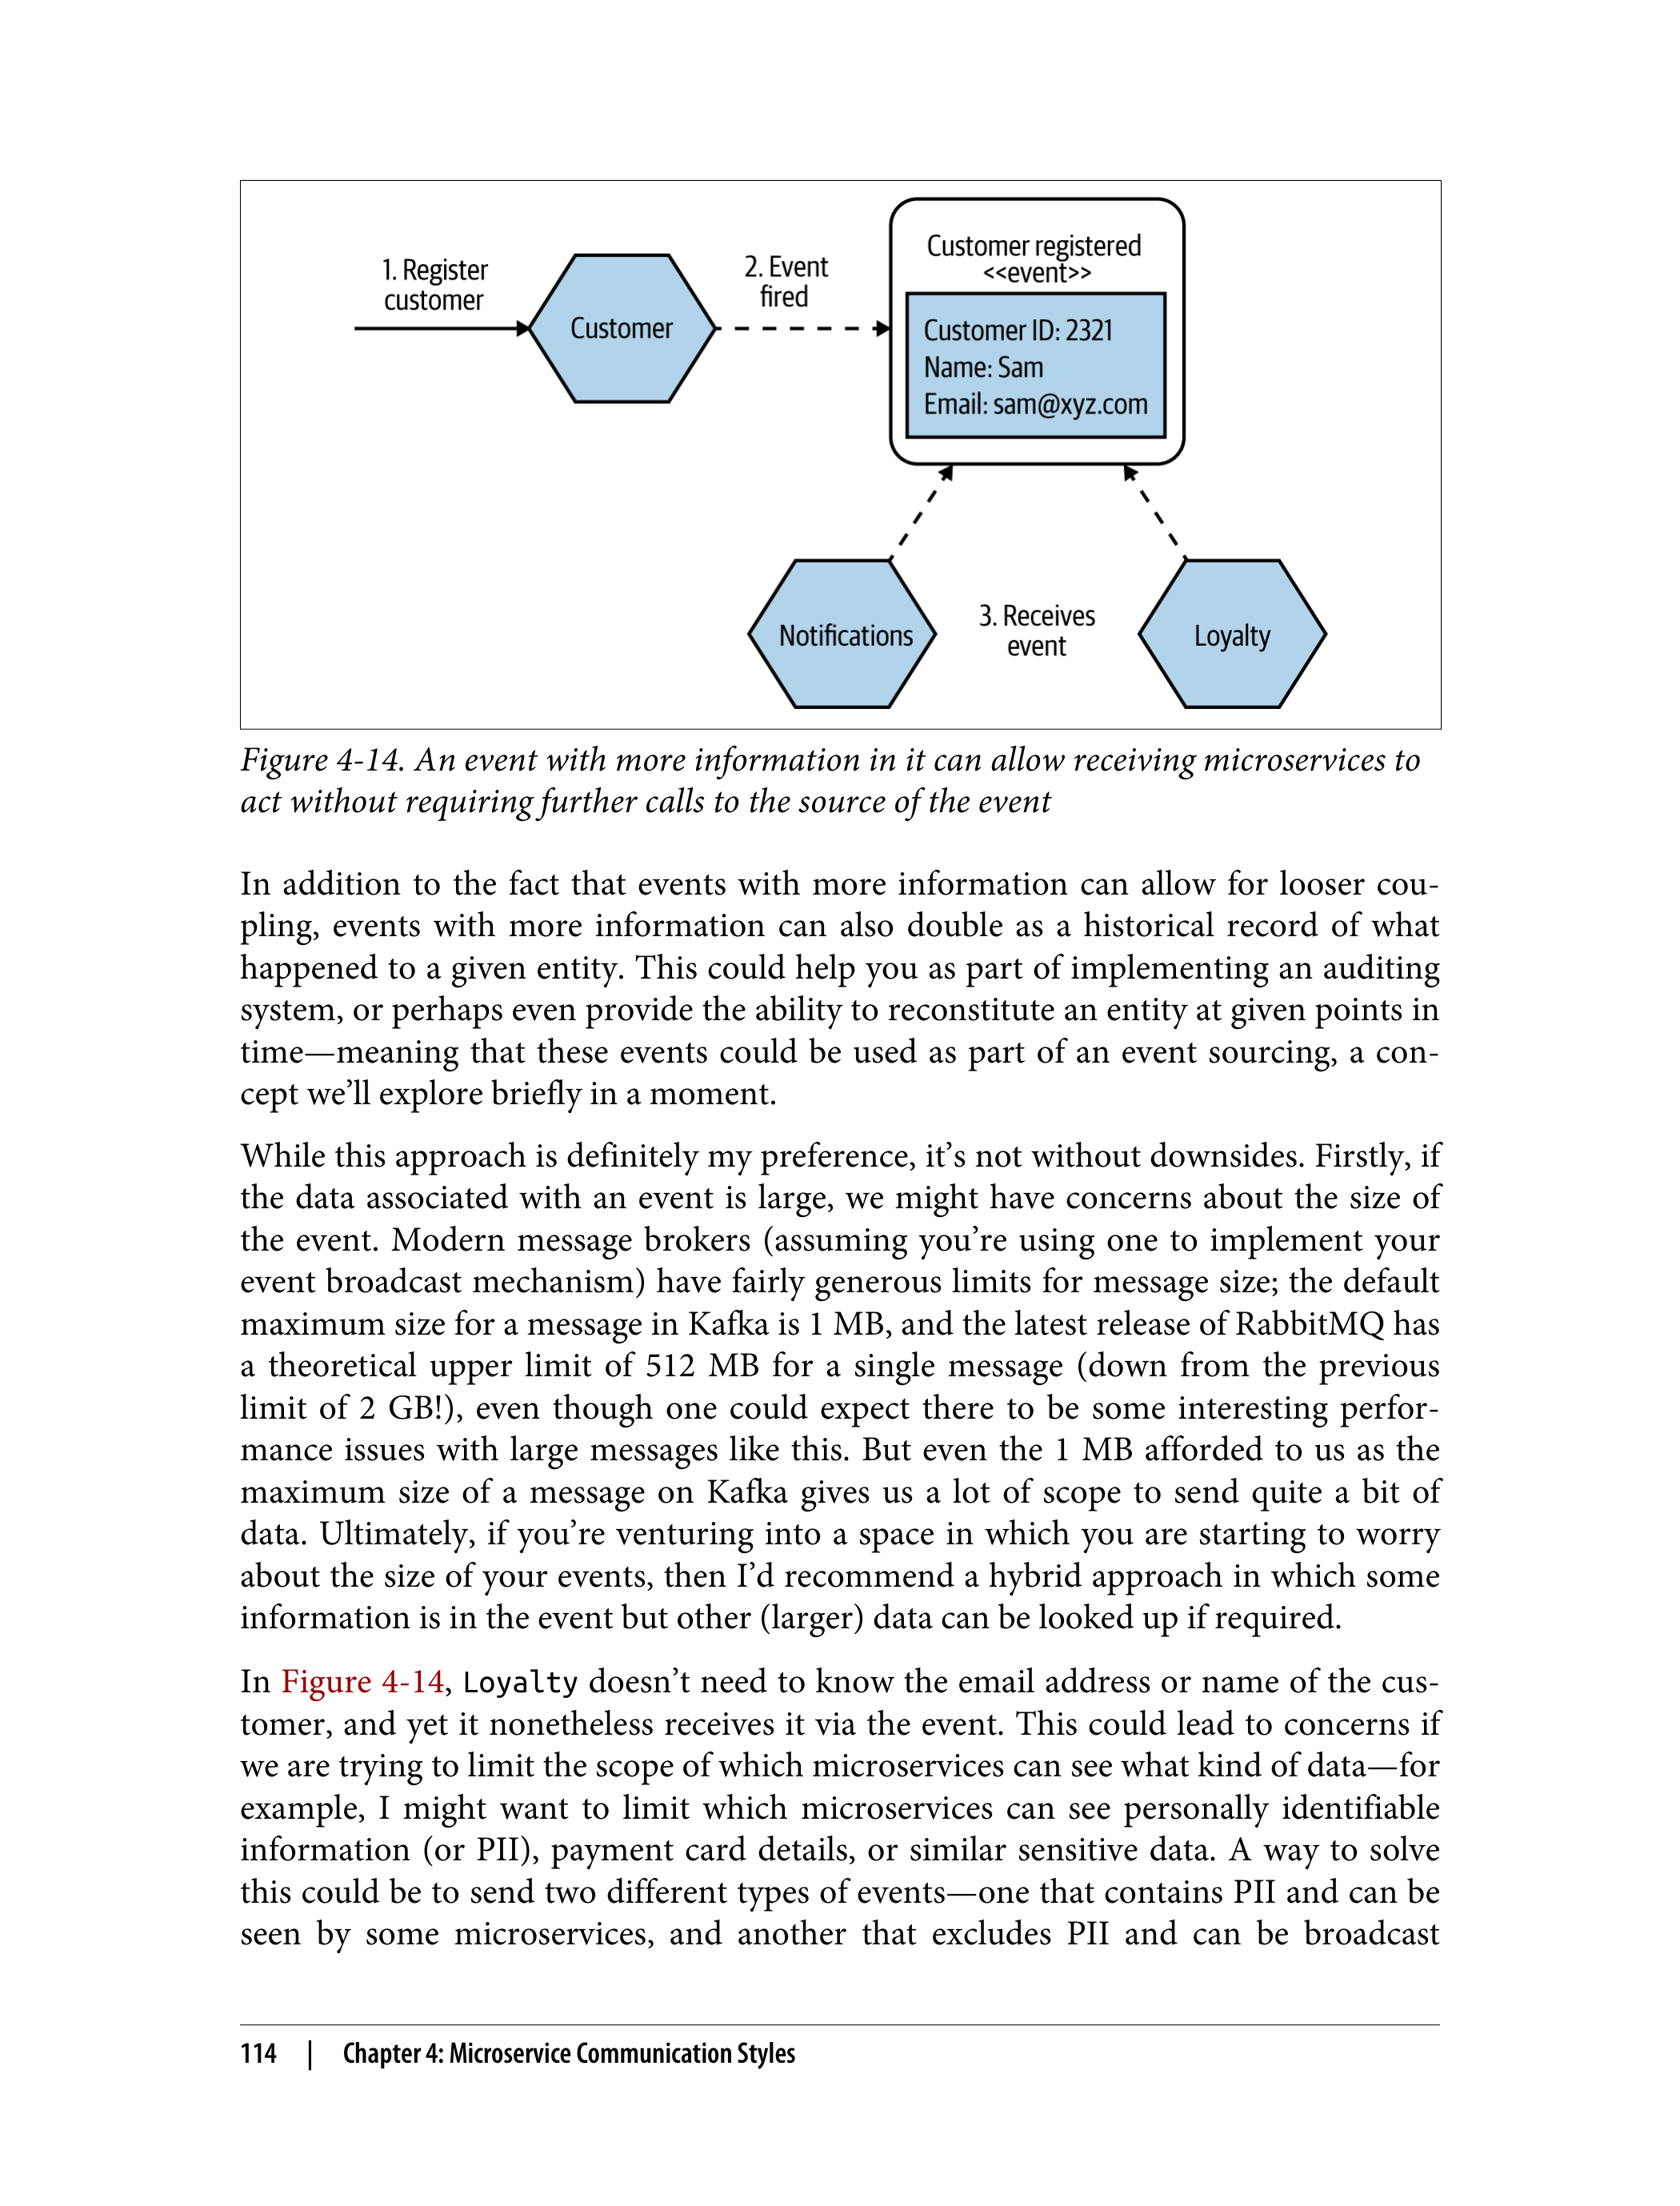 1. Register
customer
Customer
2. Event
fired
Customer registered
<<event>>
Customer ID: 2321
Name: Sam
Email: sam@xyz.com
Notifications
3. Receives
event
Loyalty
Figure 4-14. An event with more information in it can allow receiving microservices to
act without requiring further calls to the source of the event
In addition to the fact that events with more information can allow for looser cou-
pling, events with more information can also double as a historical record of what
happened to a given entity. This could help you as part of implementing an auditing
system, or perhaps even provide the ability to reconstitute an entity at given points in
time—meaning that these events could be used as part of an event sourcing, a con-
cept we’ll explore briefly in a moment.
While this approach is definitely my preference, it’s not without downsides. Firstly, if
the data associated with an event is large, we might have concerns about the size of
the event. Modern message brokers (assuming you’re using one to implement your
event broadcast mechanism) have fairly generous limits for message size; the default
maximum size for a message in Kafka is 1 MB, and the latest release of RabbitMQ has
a theoretical upper limit of 512 MB for a single message (down from the previous
limit of 2 GB!), even though one could expect there to be some interesting perfor-
mance issues with large messages like this. But even the 1 MB afforded to us as the
maximum size of a message on Kafka gives us a lot of scope to send quite a bit of
data. Ultimately, if you’re venturing into a space in which you are starting to worry
about the size of your events, then I’d recommend a hybrid approach in which some
information is in the event but other (larger) data can be looked up if required.
In Figure 4-14, Loyalty doesn’t need to know the email address or name of the cus-
tomer, and yet it nonetheless receives it via the event. This could lead to concerns if
we are trying to limit the scope of which microservices can see what kind of data—for
example, I might want to limit which microservices can see personally identifiable
information (or PII), payment card details, or similar sensitive data. A way to solve
this could be to send two different types of events—one that contains PII and can be
seen by some microservices, and another that excludes PII and can be broadcast
114 | Chapter 4: Microservice Communication Styles